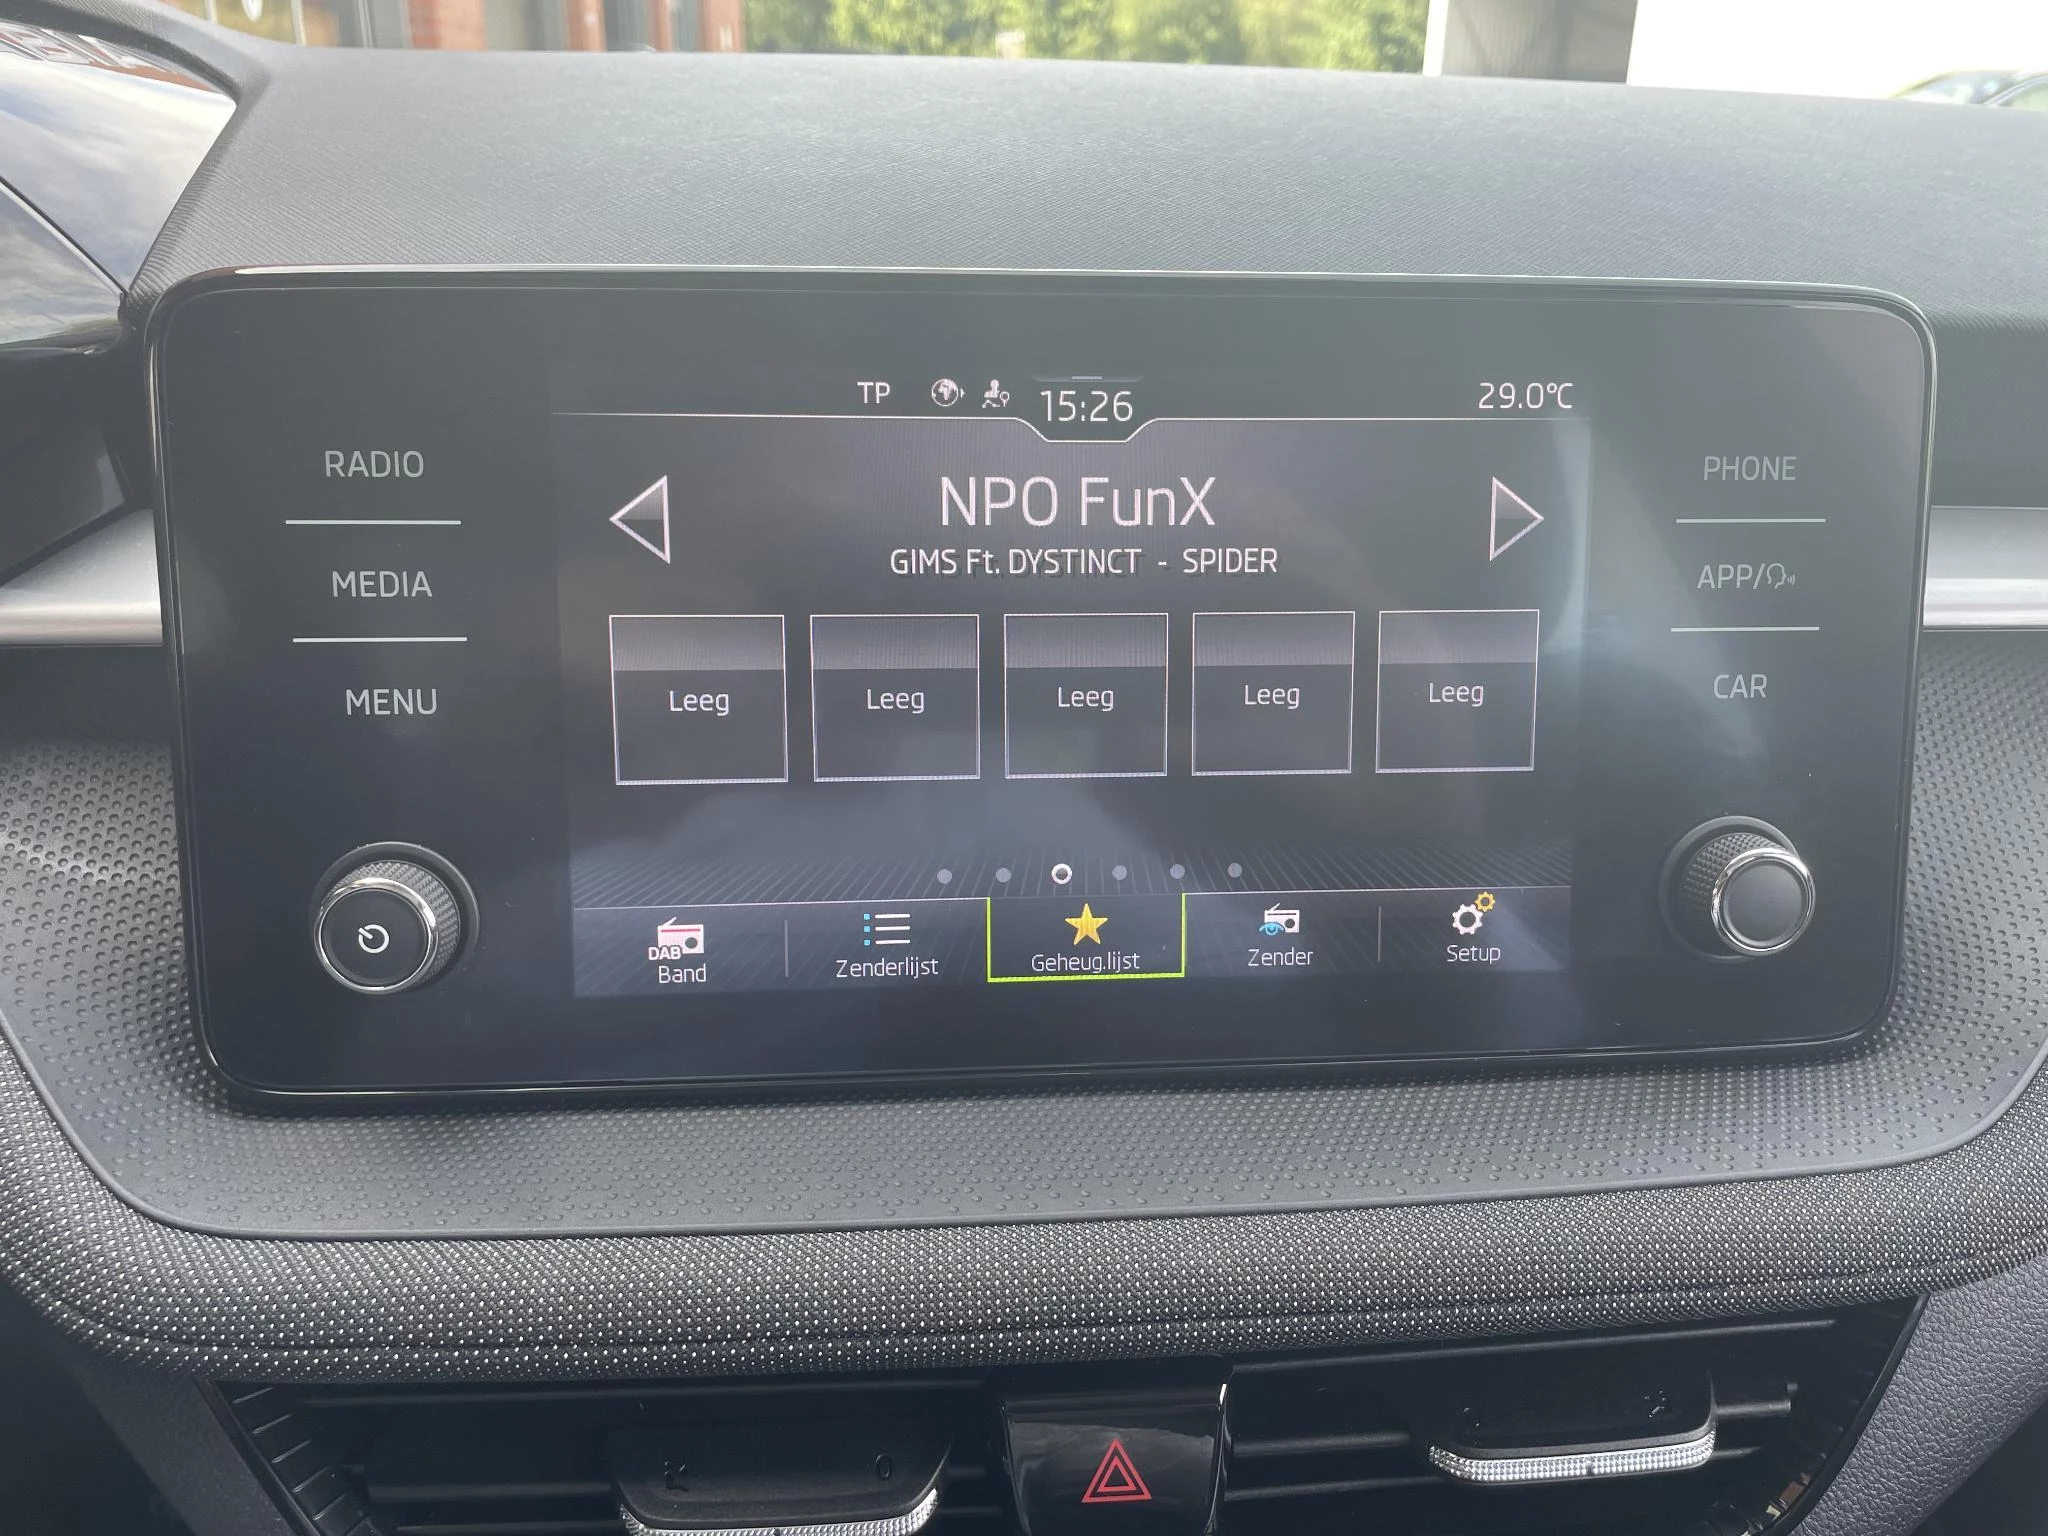 TP 15:26 29.0°C
RADIO
MEDIA
MENU
NPO FunX
GIMS Ft. DYSTINCT - SPIDER
Leeg Leeg Leeg Leeg Leeg
DAB
Band Zenderlijst Geheug.lijst Zender Setup
PHONE
APP/
CAR
0